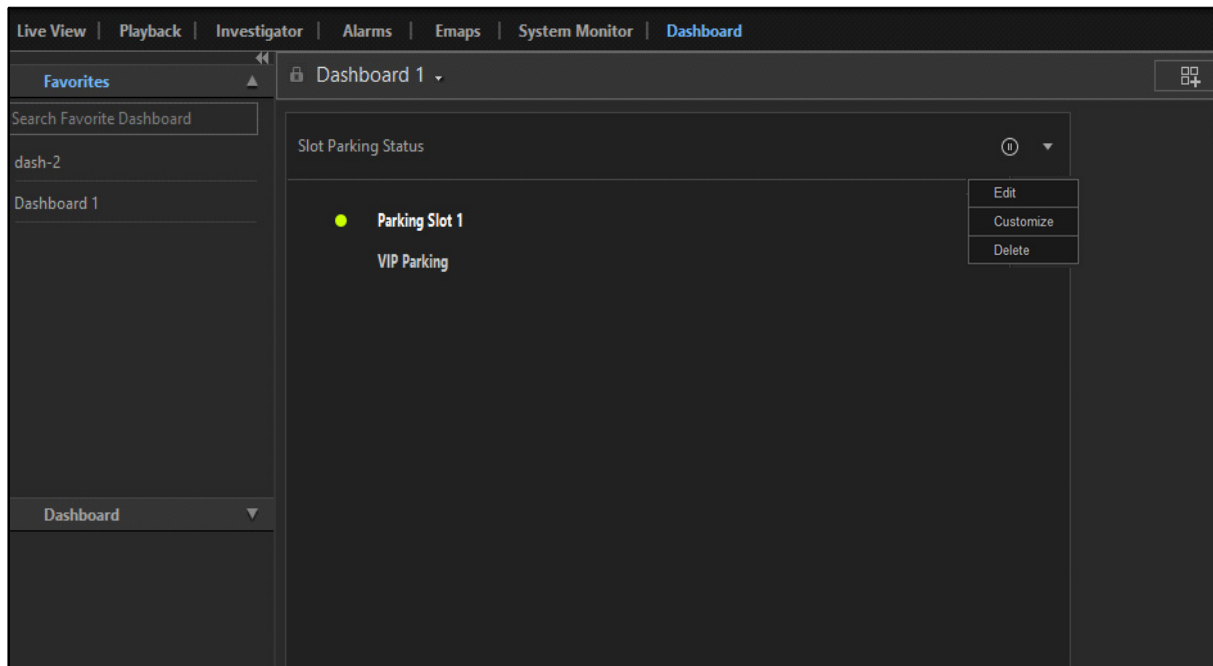 Live View | Playback | Investigator | Alarms | Emaps | System Monitor | Dashboard
Favorites
Search Favorite Dashboard
dash-2
Dashboard 1
Dashboard
Dashboard 1
Slot Parking Status
Edit
Customize
Delete
Parking Slot 1
VIP Parking